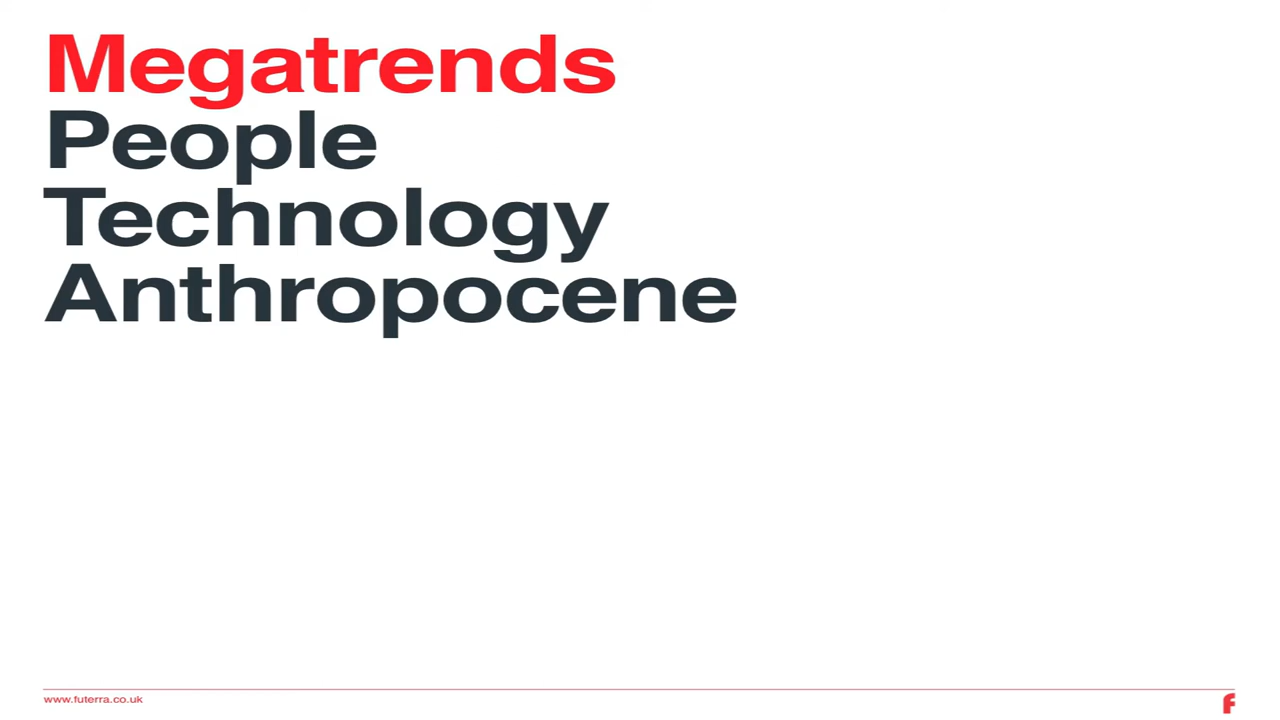 Megatrends
People
Technology
Anthropocene
www.futerra.co.uk
f